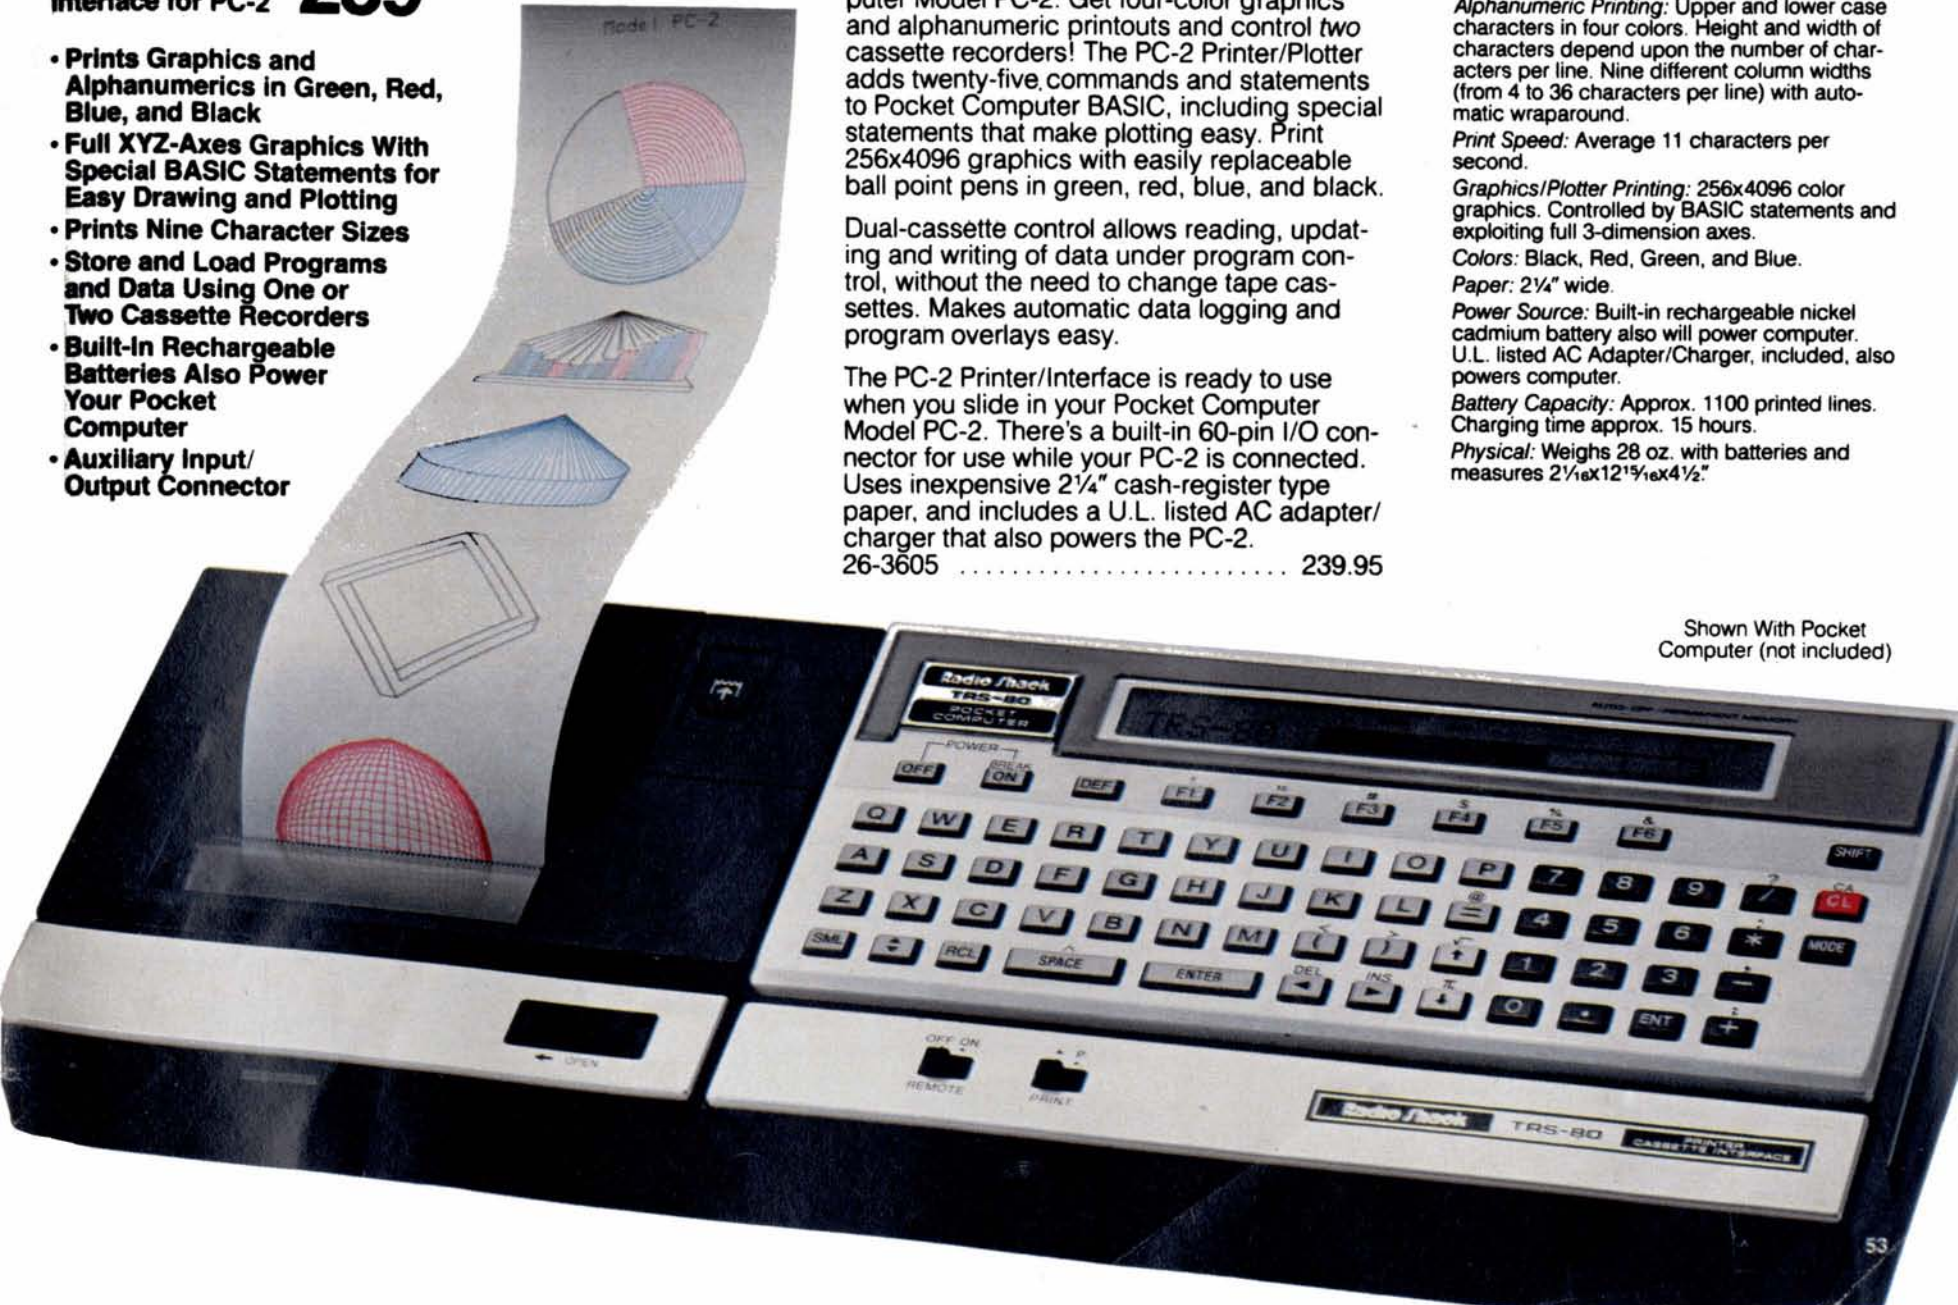 Interface for PC-2 239
• Prints Graphics and
Alphanumerics in Green, Red,
Blue, and Black
• Full XYZ-Axes Graphics With
Special BASIC Statements for
Easy Drawing and Plotting
• Prints Nine Character Sizes
• Store and Load Programs
and Data Using One or
Two Cassette Recorders
• Built-In Rechargeable
Batteries Also Power
Your Pocket
Computer
• Auxiliary Input/
Output Connector
Model PC-2
puter Model PC-2. Get four-color graphics
and alphanumeric printouts and control two
cassette recorders! The PC-2 Printer/Plotter
adds twenty-five commands and statements
to Pocket Computer BASIC, including special
statements that make plotting easy. Print
256x4096 graphics with easily replaceable
ball point pens in green, red, blue, and black.
Dual-cassette control allows reading, updat-
ing and writing of data under program con-
trol, without the need to change tape cas-
settes. Makes automatic data logging and
program overlays easy.
The PC-2 Printer/Interface is ready to use
when you slide in your Pocket Computer
Model PC-2. There's a built-in 60-pin I/O con-
nector for use while your PC-2 is connected.
Uses inexpensive 2¼" cash-register type
paper, and includes a U.L. listed AC adapter/
charger that also powers the PC-2.
26-3605 ......................... 239.95
Alphanumeric Printing: Upper and lower case
characters in four colors. Height and width of
characters depend upon the number of char-
acters per line. Nine different column widths
(from 4 to 36 characters per line) with auto-
matic wraparound.
Print Speed: Average 11 characters per
second.
Graphics/Plotter Printing: 256x4096 color
graphics. Controlled by BASIC statements and
exploiting full 3-dimension axes.
Colors: Black, Red, Green, and Blue.
Paper: 2¼" wide.
Power Source: Built-in rechargeable nickel
cadmium battery also will power computer.
U.L. listed AC Adapter/Charger, included, also
powers computer.
Battery Capacity: Approx. 1100 printed lines.
Charging time approx. 15 hours.
Physical: Weighs 28 oz. with batteries and
measures 2¹⁄₁₆x12¹⁵⁄₁₆x4½."
Shown With Pocket
Computer (not included)
Radio Shack
TRS-80
POCKET
COMPUTER
TRS-80
POWER
BREAK
OFF ON DEF F1 F2 F3 F4 F5 F6 SHIFT
" # $ % &
Q W E R T Y U I O P 7 8 9 / CL
? CA
A S D F G H J K L = 4 5 6 * MODE
@ ^
Z X C V B N M ( ) ↑ 1 2 3 -
< > √
SML ⬍ RCL SPACE ENTER ◄ ► ↓ 0 . ENT +
^ DEL INS π
← OPEN
OFF ON
REMOTE
P
PRINT
Radio Shack TRS-80 PRINTER
CASSETTE INTERFACE
53